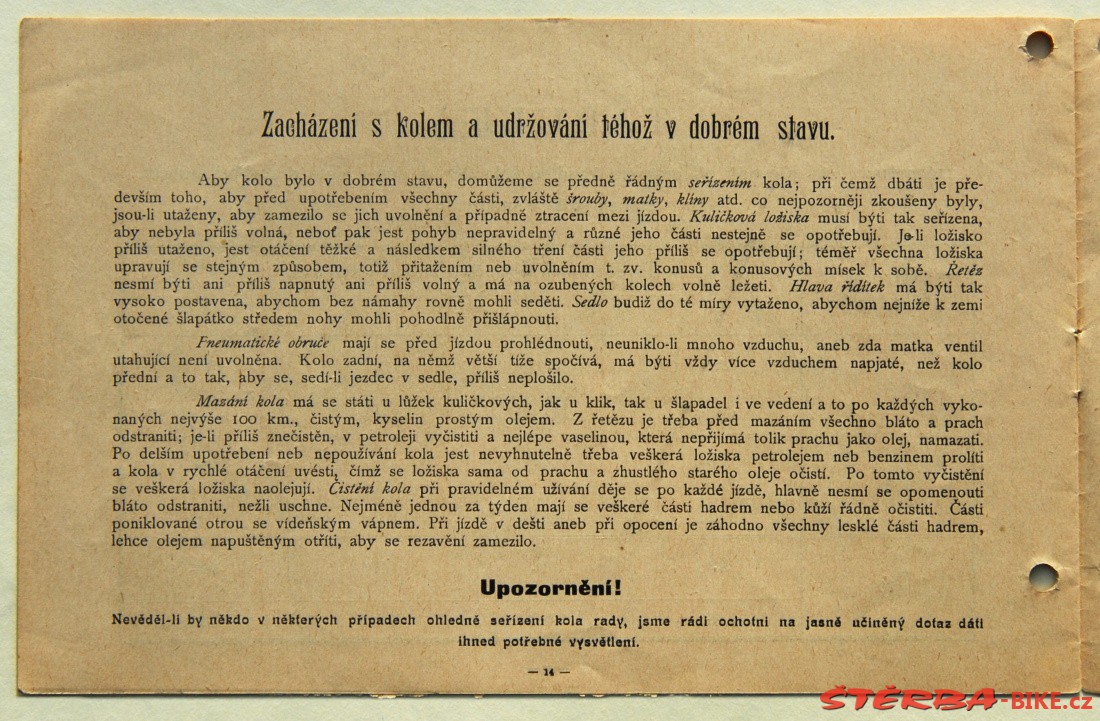 Zacházení s kolem a udržování téhož v dobrém stavu.
Aby kolo bylo v dobrém stavu, domůžeme se předně řádným seřízením kola; při čemž dbáti je pře-
devším toho, aby před upotřebením všechny části, zvláště šrouby, matky, klíny atd. co nejpozorněji zkoušeny byly,
jsou-li utaženy, aby zamezilo se jich uvolnění a případně ztracení mezi jízdou. Kuličková ložiska musí býti tak seřízena,
aby nebyla příliš volná, neboť pak jest pohyb nepravidelný a různé jeho části nestejně se opotřebují. Je-li ložisko
příliš utaženo, jest otáčení těžké a následkem silného tření části jeho příliš se opotřebují; téměř všechna ložiska
upravují se stejným způsobem, totiž přitažením neb uvolněním t. zv. konusů a konusových mísek k sobě. Řetěz
nesmí býti ani příliš napnutý ani příliš volný a má na ozubených kolech volně ležeti. Hlava řídítek má býti tak
vysoko postavena, abychom bez námahy rovně mohli seděti. Sedlo budiž do té míry vytaženo, abychom nejníže k zemi
otočené šlapátko středem nohy mohli pohodlně přišlápnouti.
Pneumatické obruče mají se před jízdou prohlédnouti, neuniklo-li mnoho vzduchu, aneb zda matka ventil
utahující není uvolněna. Kolo zadní, na němž větší tíže spočívá, má býti vždy více vzduchem napjaté, než kolo
přední a to tak, aby se, sedí-li jezdec v sedle, příliš neplošilo.
Mazání kola má se státi u lůžek kuličkových, jak u klik, tak u šlapadel i ve vedení a to po každých vyko-
naných nejvýše 100 km., čistým, kyselin prostým olejem. Z řetězu je třeba před mazáním všechno bláto a prach
odstraniti; je-li příliš znečistěn, v petroleji vyčistiti a nejlépe vaselinou, která nepřijímá tolik prachu jako olej, namazati.
Po delším upotřebení neb nepoužívání kola jest nevyhnutelně třeba veškerá ložiska petrolejem neb benzinem prolíti
a kola v rychlé otáčení uvésti, čímž se ložiska sama od prachu a zhustlého starého oleje očistí. Po tomto vyčistění
se veškerá ložiska naolejují. Čistění kola při pravidelném užívání děje se po každé jízdě, hlavně nesmí se opomenouti
bláto odstraniti, nežli uschne. Nejméně jednou za týden mají se veškeré části hadrem nebo kůží řádně očistiti. Části
poniklované otrou se vídeňským vápnem. Při jízdě v dešti aneb při opocení je záhodno všechny lesklé části hadrem,
lehce olejem napuštěným otříti, aby se rezavění zamezilo.
Upozornění!
Nevěděl-li by někdo v některých případech ohledně seřízení kola rady, jsme rádi ochotni na jasně učiněný dotaz dáti
ihned potřebné vysvětlení.
— 14 —
ŠTĚRBA-BIKE.cz